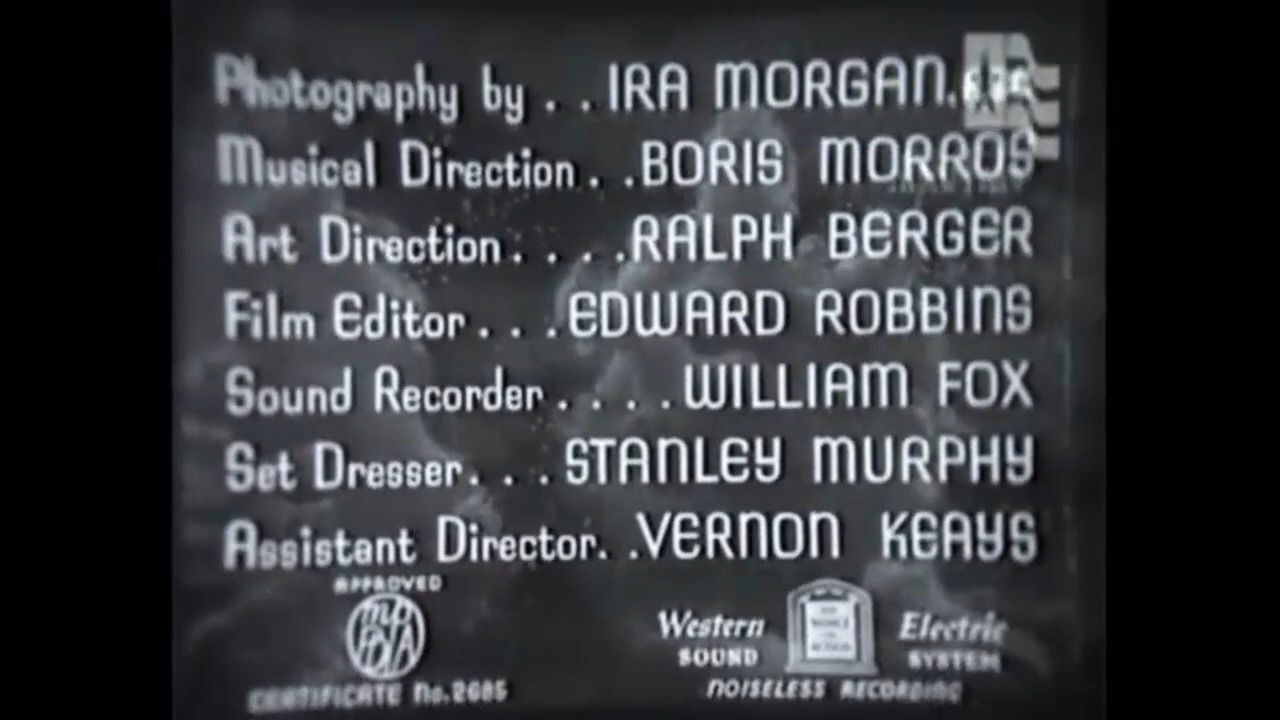 Photography by . . IRA MORGAN,
Musical Direction . . BORIS MORROS
Art Direction . . . . RALPH BERGER
Film Editor . . . EDWARD ROBBINS
Sound Recorder . . . . WILLIAM FOX
Set Dresser . . . STANLEY MURPHY
Assistant Director. . VERNON KEAYS
APPROVED
MPPDA
CERTIFICATE No.2685
Western Electric
SOUND SYSTEM
NOISELESS RECORDING